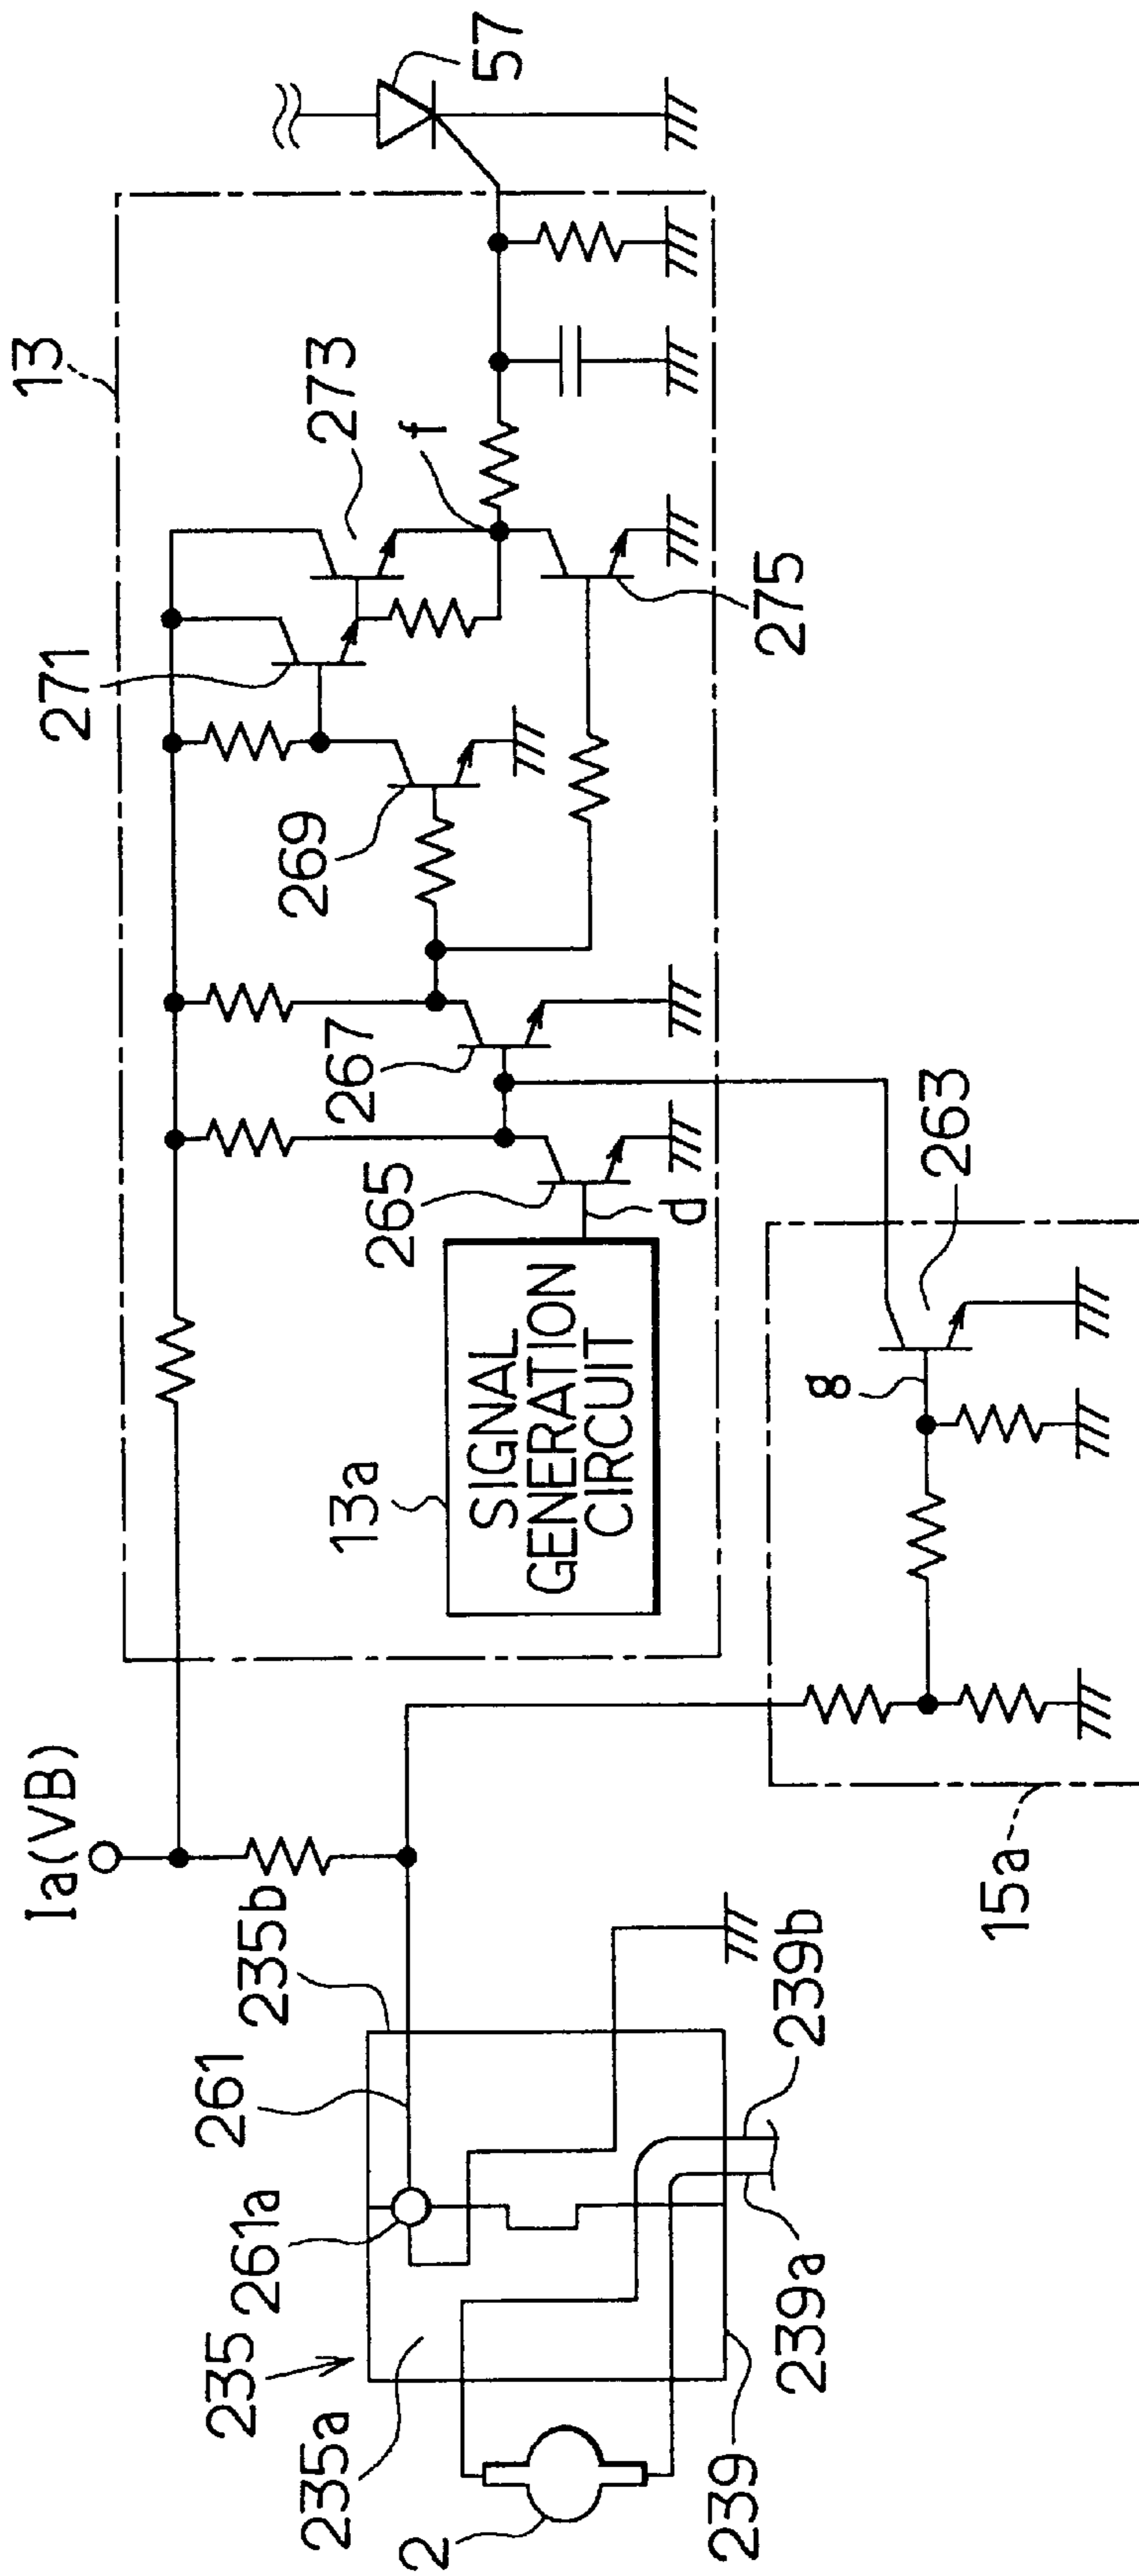 Ia(VB)
13
57
271
273
f
269
267
265
275
d
13a
SIGNAL
GENERATION
CIRCUIT
263
g
15a
235b
261
261a
235
235a
239b
239a
239
2